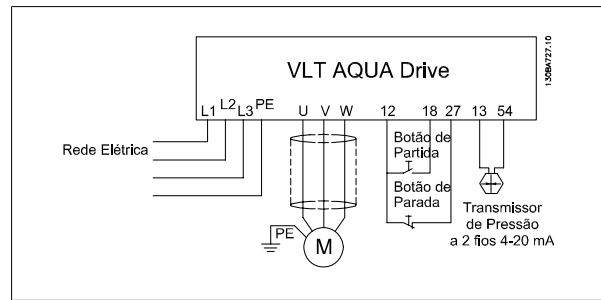 VLT AQUA Drive
130BA727.10
L1 L2 L3 PE U V W 12 18 27 13 54
Rede Elétrica
Botão de
Partida
Botão de
Parada
PE
M
Transmissor
de Pressão
a 2 fios 4-20 mA